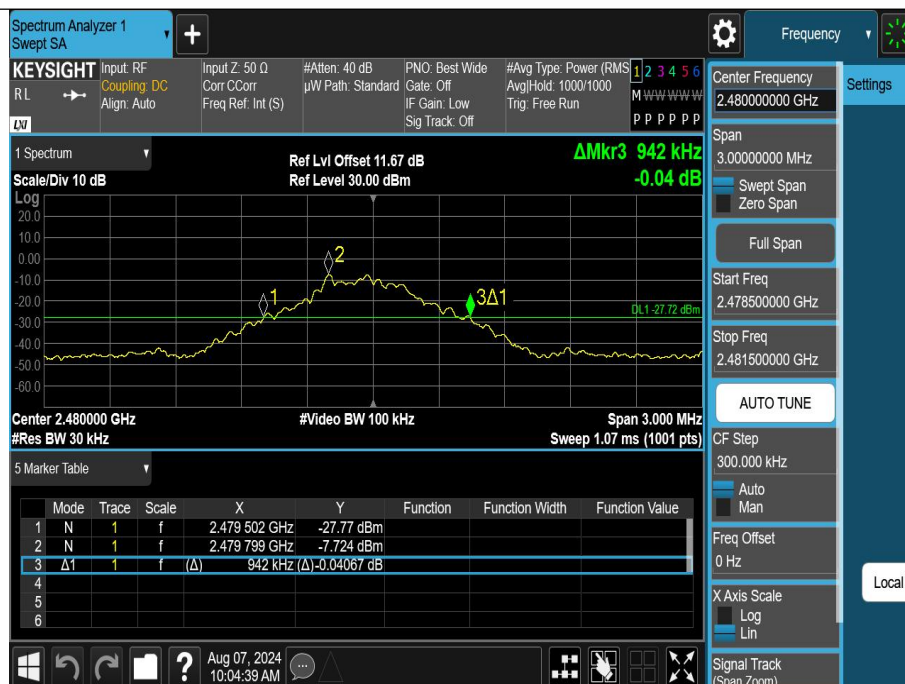 Spectrum Analyzer 1
Swept SA
+
Frequency
KEYSIGHT
RL
LXI
Input: RF
Coupling: DC
Align: Auto
Input Z: 50 Ω
Corr CCorr
Freq Ref: Int (S)
#Atten: 40 dB
µW Path: Standard
PNO: Best Wide
Gate: Off
IF Gain: Low
Sig Track: Off
#Avg Type: Power (RMS
Avg|Hold: 1000/1000
Trig: Free Run
1 2 3 4 5 6
M W W W W W
P P P P P P
1 Spectrum
Scale/Div 10 dB
Ref Lvl Offset 11.67 dB
Ref Level 30.00 dBm
ΔMkr3 942 kHz
-0.04 dB
Log
20.0
10.0
0.00
-10.0
-20.0
-30.0
-40.0
-50.0
-60.0
1
2
3Δ1
DL1 -27.72 dBm
Center 2.480000 GHz
#Video BW 100 kHz
Span 3.000 MHz
#Res BW 30 kHz
Sweep 1.07 ms (1001 pts)
5 Marker Table
Mode Trace Scale X Y Function Function Width Function Value
1 N 1 f 2.479 502 GHz -27.77 dBm
2 N 1 f 2.479 799 GHz -7.724 dBm
3 Δ1 1 f (Δ) 942 kHz (Δ) -0.04067 dB
4
5
6
?
Aug 07, 2024
10:04:39 AM
Center Frequency
2.480000000 GHz
Settings
Span
3.00000000 MHz
Swept Span
Zero Span
Full Span
Start Freq
2.478500000 GHz
Stop Freq
2.481500000 GHz
AUTO TUNE
CF Step
300.000 kHz
Auto
Man
Freq Offset
0 Hz
Local
X Axis Scale
Log
Lin
Signal Track
(Span Zoom)